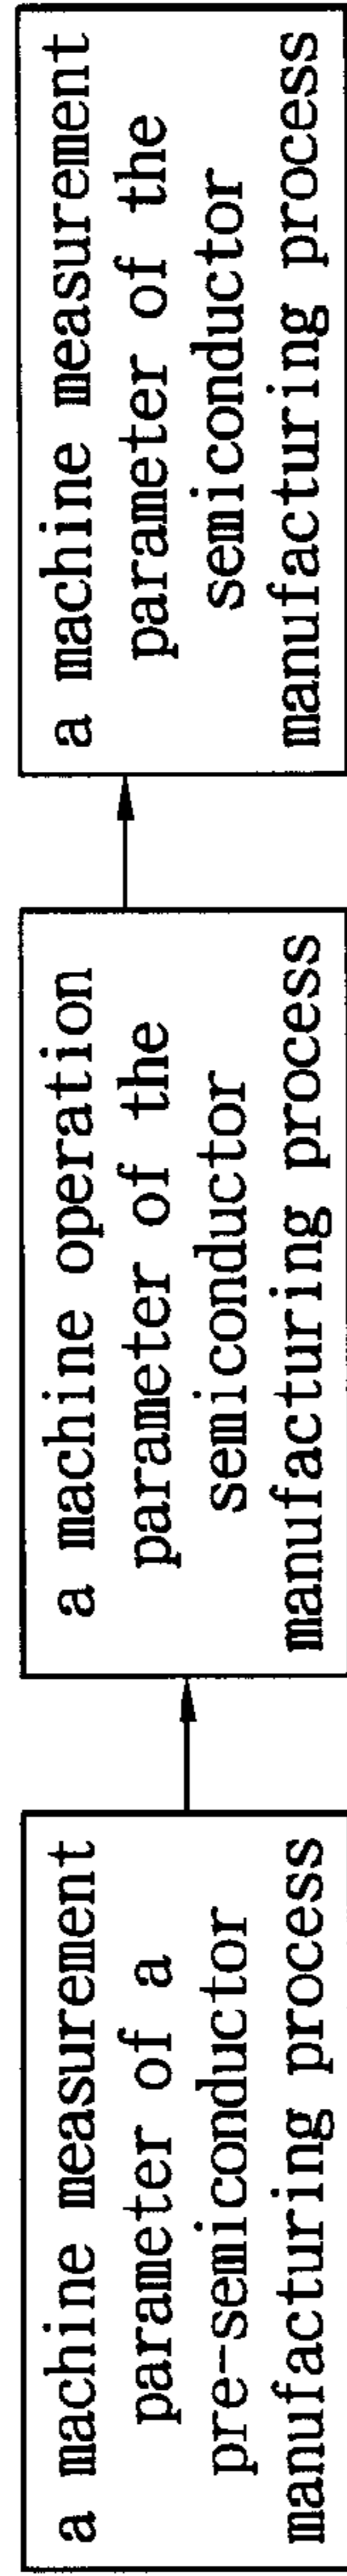 a machine measurement
parameter of a
pre-semiconductor
manufacturing process
a machine operation
parameter of the
semiconductor
manufacturing process
a machine measurement
parameter of the
semiconductor
manufacturing process